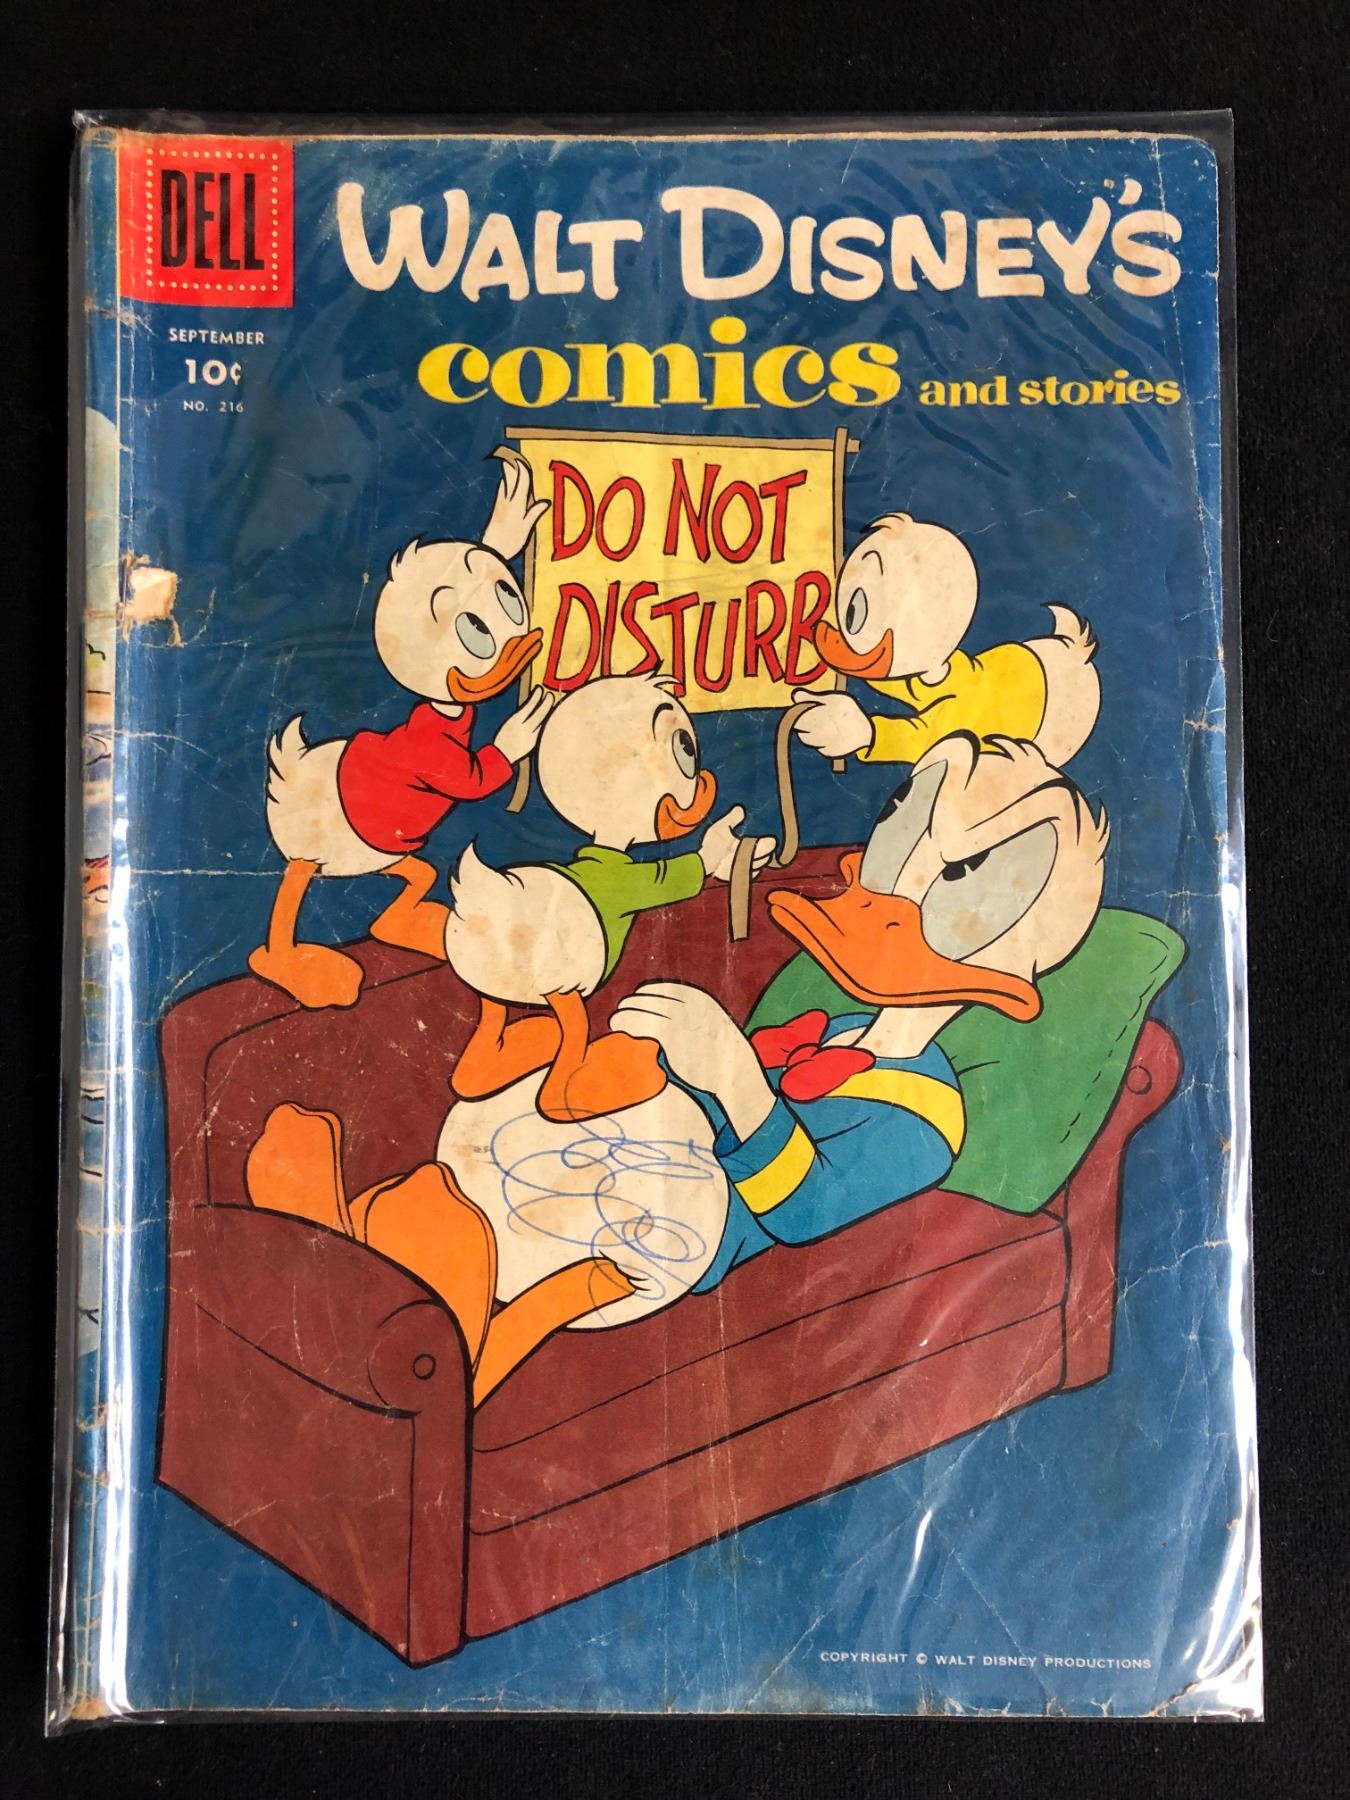 DELL
WALT DISNEY'S
comics and stories
SEPTEMBER
10¢
NO. 216
DO NOT
DISTURB
COPYRIGHT © WALT DISNEY PRODUCTIONS